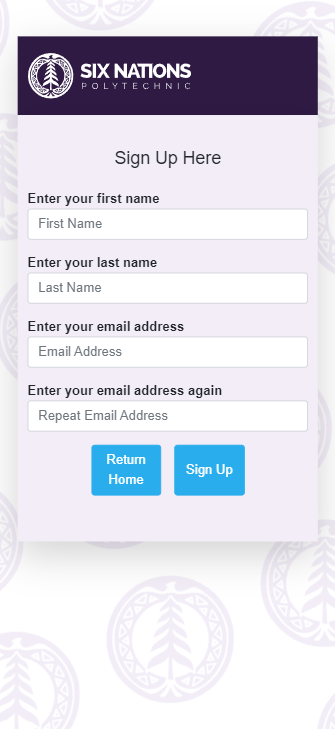 SIX NATIONS
POLYTECHNIC
Sign Up Here
Enter your first name
First Name
Enter your last name
Last Name
Enter your email address
Email Address
Enter your email address again
Repeat Email Address
Return
Home
Sign Up